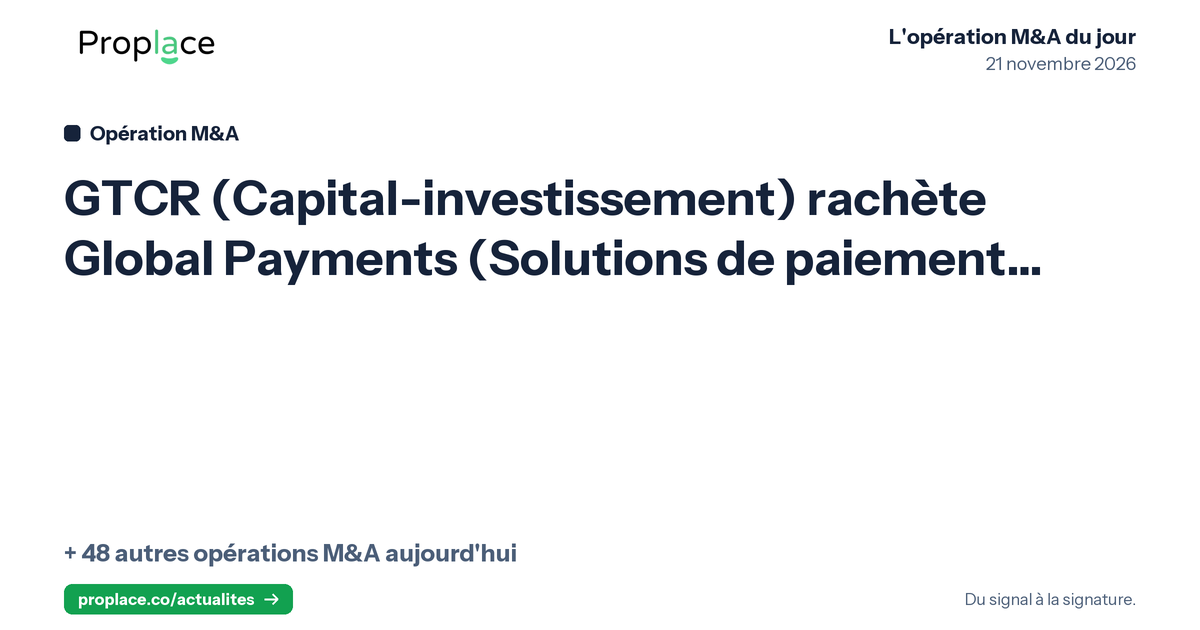 Proplace
L'opération M&A du jour
21 novembre 2026
Opération M&A
GTCR (Capital-investissement) rachète
Global Payments (Solutions de paiement...
+ 48 autres opérations M&A aujourd'hui
proplace.co/actualites →
Du signal à la signature.